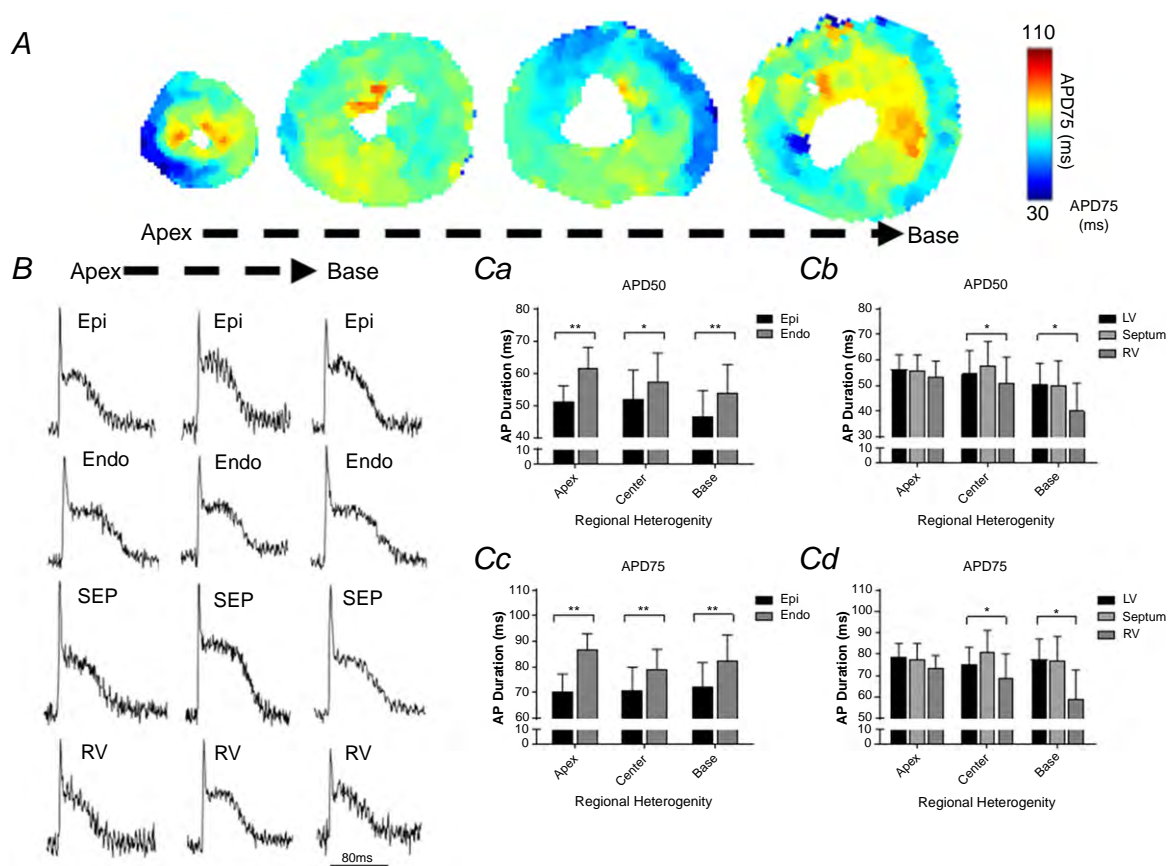 A
110
APD75 (ms)
30
APD75
(ms)
Apex
Base
B
Apex
Base
Epi
Epi
Epi
Endo
Endo
Endo
SEP
SEP
SEP
RV
RV
RV
80ms
Ca
APD50
AP Duration (ms)
80
70
60
50
40
10
0
**
*
**
Epi
Endo
Apex
Center
Base
Regional Heterogenity
Cb
APD50
AP Duration (ms)
80
70
60
50
40
30
10
0
*
*
LV
Septum
RV
Apex
Center
Base
Regional Heterogenity
Cc
APD75
AP Duration (ms)
110
100
90
80
70
60
10
0
**
**
**
Epi
Endo
Apex
Center
Base
Regional Heterogenity
Cd
APD75
AP Duration (ms)
110
100
90
80
70
60
50
10
0
*
*
LV
Septum
RV
Apex
Center
Base
Regional Heterogenity